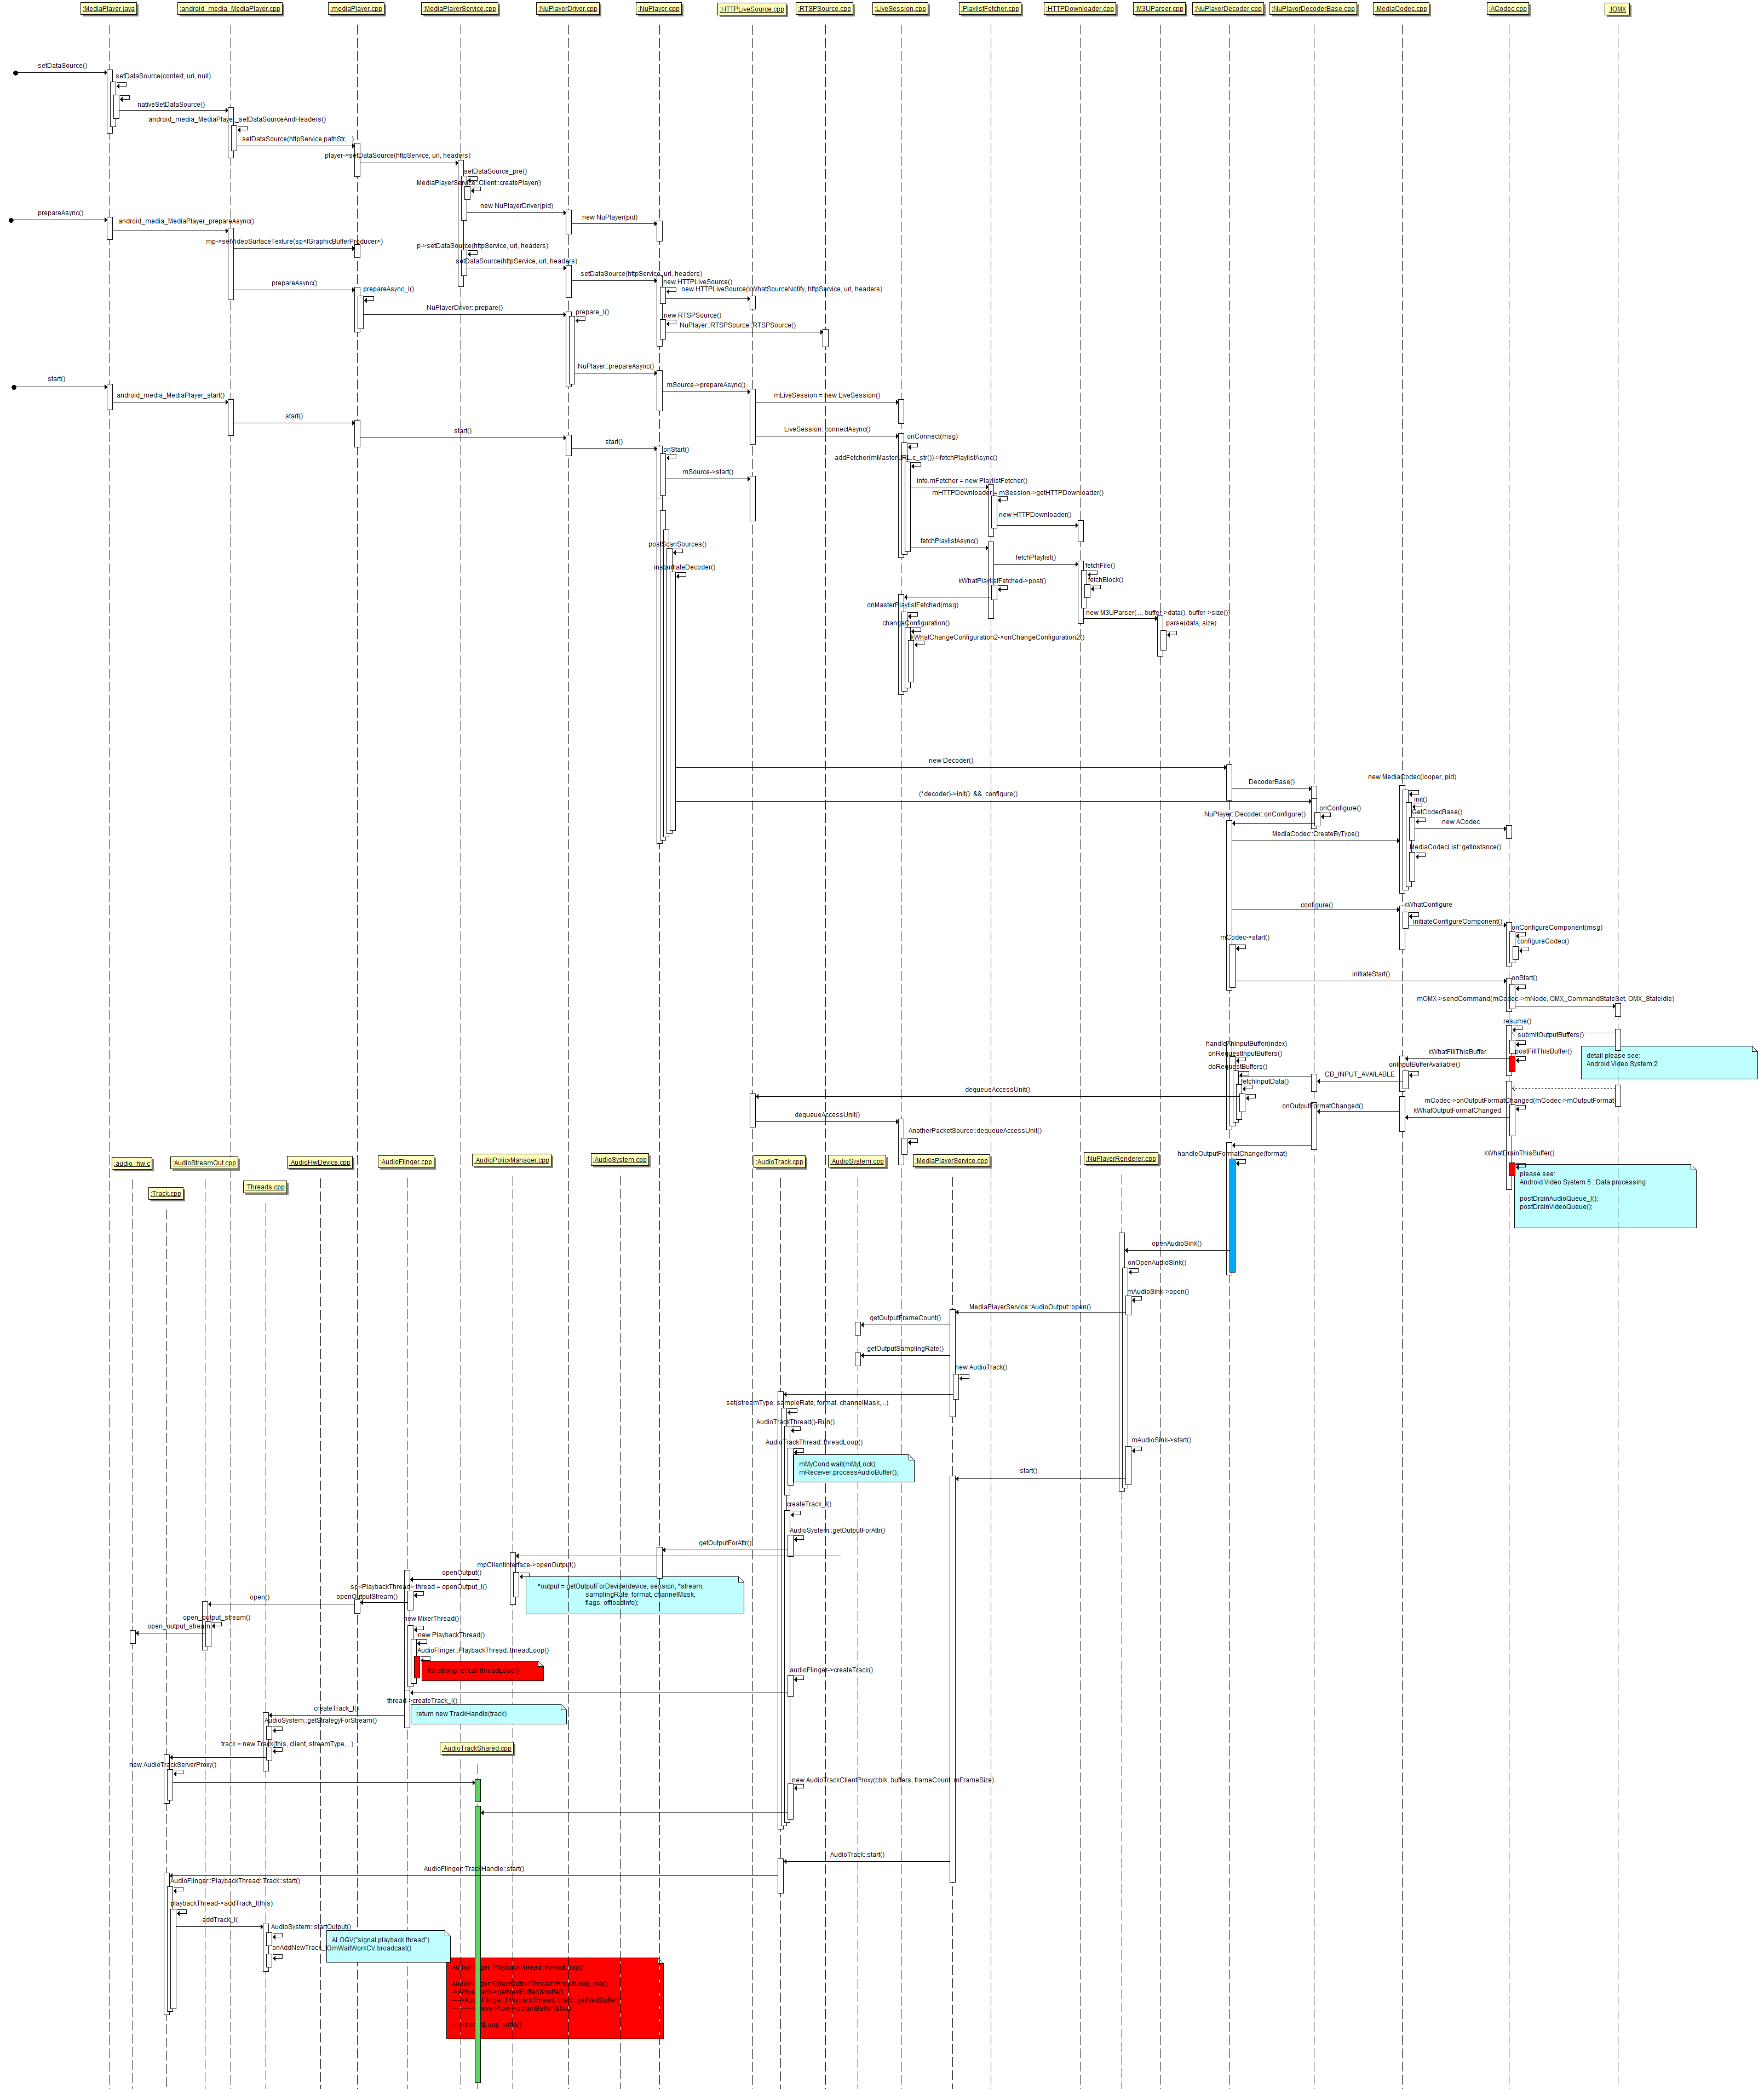 :MediaPlayer.java
:android_media_MediaPlayer.cpp
:mediaPlayer.cpp
:MediaPlayerService.cpp
:NuPlayerDriver.cpp
:NuPlayer.cpp
:HTTPLiveSource.cpp
:RTSPSource.cpp
:LiveSession.cpp
:PlaylistFetcher.cpp
:HTTPDownloader.cpp
:M3UParser.cpp
:NuPlayerDecoder.cpp
:NuPlayerDecoderBase.cpp
:MediaCodec.cpp
:ACodec.cpp
:IOMX
setDataSource()
setDataSource(context, uri, null)
nativeSetDataSource()
android_media_MediaPlayer_setDataSourceAndHeaders()
setDataSource(httpService,pathStr,...)
player->setDataSource(httpService, url, headers)
setDataSource_pre()
MediaPlayerService::Client::createPlayer()
new NuPlayerDriver(pid)
new NuPlayer(pid)
prepareAsync()
android_media_MediaPlayer_prepareAsync()
mp->setVideoSurfaceTexture(sp<IGraphicBufferProducer>)
p->setDataSource(httpService, url, headers)
setDataSource(httpService, url, headers)
setDataSource(httpService, url, headers)
new HTTPLiveSource()
new HTTPLiveSource(kWhatSourceNotify, httpService, url, headers)
prepareAsync()
prepareAsync_l()
NuPlayerDriver::prepare()
prepare_l()
new RTSPSource()
NuPlayer::RTSPSource::RTSPSource()
NuPlayer::prepareAsync()
start()
mSource->prepareAsync()
android_media_MediaPlayer_start()
mLiveSession = new LiveSession()
start()
start()
LiveSession::connectAsync()
onConnect(msg)
start()
onStart()
addFetcher(mMasterURL.c_str())->fetchPlaylistAsync()
mSource->start()
info.mFetcher = new PlaylistFetcher()
mHTTPDownloader = mSession->getHTTPDownloader()
new HTTPDownloader()
postScanSources()
fetchPlaylistAsync()
fetchPlaylist()
instantiateDecoder()
fetchFile()
kWhatPlaylistFetched->post()
fetchBlock()
onMasterPlaylistFetched(msg)
new M3UParser(..., buffer->data(), buffer->size())
changeConfiguration()
parse(data, size)
kWhatChangeConfiguration2->onChangeConfiguration2()
new Decoder()
DecoderBase()
new MediaCodec(looper, pid)
(*decoder)->init() && configure()
init()
onConfigure()
NuPlayer::Decoder::onConfigure()
GetCodecBase()
new ACodec
MediaCodec::CreateByType()
MediaCodecList::getInstance()
configure()
kWhatConfigure
initiateConfigureComponent()
onConfigureComponent(msg)
mCodec->start()
configureCodec()
initiateStart()
onStart()
mOMX->sendCommand(mCodec->mNode, OMX_CommandStateSet, OMX_StateIdle)
resume()
submitOutputBuffers()
handleAnInputBuffer(index)
onRequestInputBuffers()
kWhatFillThisBuffer
postFillThisBuffer()
detail please see:
Android Video System 2
doRequestBuffers()
onInputBufferAvailable()
CB_INPUT_AVAILABLE
fetchInputData()
dequeueAccessUnit()
mCodec->onOutputFormatChanged(mCodec->mOutputFormat)
onOutputFormatChanged()
kWhatOutputFormatChanged
dequeueAccessUnit()
AnotherPacketSource::dequeueAccessUnit()
handleOutputFormatChange(format)
kWhatDrainThisBuffer()
:audio_hw.c
:AudioStreamOut.cpp
:AudioHwDevice.cpp
:AudioFlinger.cpp
:AudioPolicyManager.cpp
:AudioSystem.cpp
:AudioTrack.cpp
:AudioSystem.cpp
:MediaPlayerService.cpp
:NuPlayerRenderer.cpp
:Track.cpp
:Threads.cpp
please see:
Android Video System 5 ::Data processing
postDrainAudioQueue_l();
postDrainVideoQueue();
openAudioSink()
onOpenAudioSink()
mAudioSink->open()
MediaPlayerService::AudioOutput::open()
getOutputFrameCount()
getOutputSamplingRate()
new AudioTrack()
set(streamType, sampleRate, format, channelMask,...)
AudioTrackThread()-Run()
AudioTrackThread::threadLoop()
mMyCond.wait(mMyLock);
mReceiver.processAudioBuffer();
mAudioSink->start()
start()
createTrack_l()
AudioSystem::getOutputForAttr()
getOutputForAttr()
mpClientInterface->openOutput()
openOutput()
*output = getOutputForDevice(device, session, *stream,
samplingRate, format, channelMask,
flags, offloadInfo);
sp<PlaybackThread> thread = openOutput_l()
openOutputStream()
open()
open_output_stream()
open_output_stream
new MixerThread()
new PlaybackThread()
AudioFlinger::PlaybackThread::threadLoop()
fist strong ref,call threadLoop()
audioFlinger->createTrack()
thread->createTrack_l()
createTrack_l()
return new TrackHandle(track)
AudioSystem::getStrategyForStream()
track = new Track(this, client, streamType,...)
:AudioTrackShared.cpp
new AudioTrackServerProxy()
new AudioTrackClientProxy(cblk, buffers, frameCount, mFrameSize)
AudioTrack::start()
AudioFlinger::TrackHandle::start()
AudioFlinger::PlaybackThread::Track::start()
playbackThread->addTrack_l(this)
addTrack_l(
AudioSystem::startOutput()
onAddNewTrack_l()
ALOGV("signal playback thread")
mWaitWorkCV.broadcast()
AudioFlinger::PlaybackThread::threadLoop()
AudioFlinger::DirectOutputThread::threadLoop_mix()